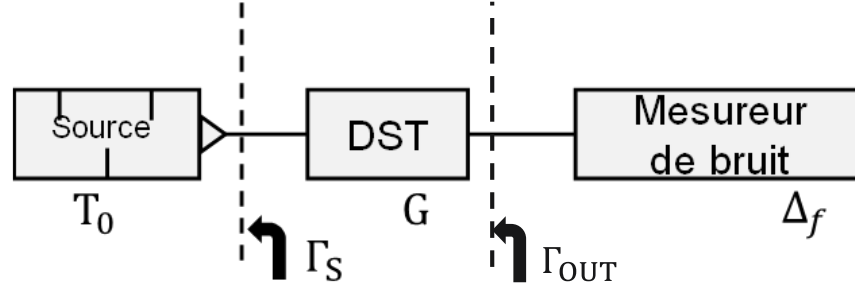 Source
DST
Mesureur
de bruit
T₀
G
Δf
ΓS
ΓOUT